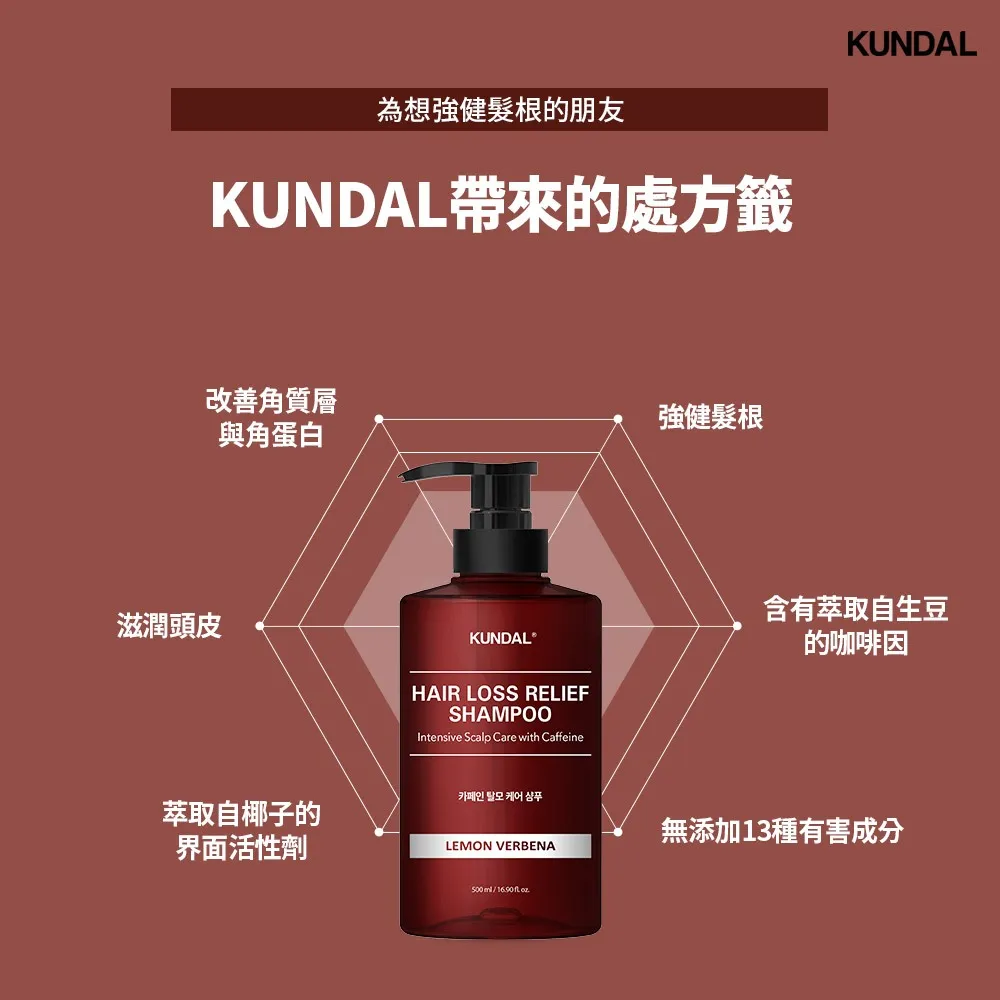 KUNDAL
為想強健髮根的朋友
KUNDAL帶來的處方籤
改善角質層
與角蛋白
強健髮根
滋潤頭皮
含有萃取自生豆
的咖啡因
萃取自椰子的
界面活性劑
無添加13種有害成分
KUNDAL®
HAIR LOSS RELIEF
SHAMPOO
Intensive Scalp Care with Caffeine
카페인 탈모 케어 샴푸
LEMON VERBENA
500 ml / 16.90 fl. oz.